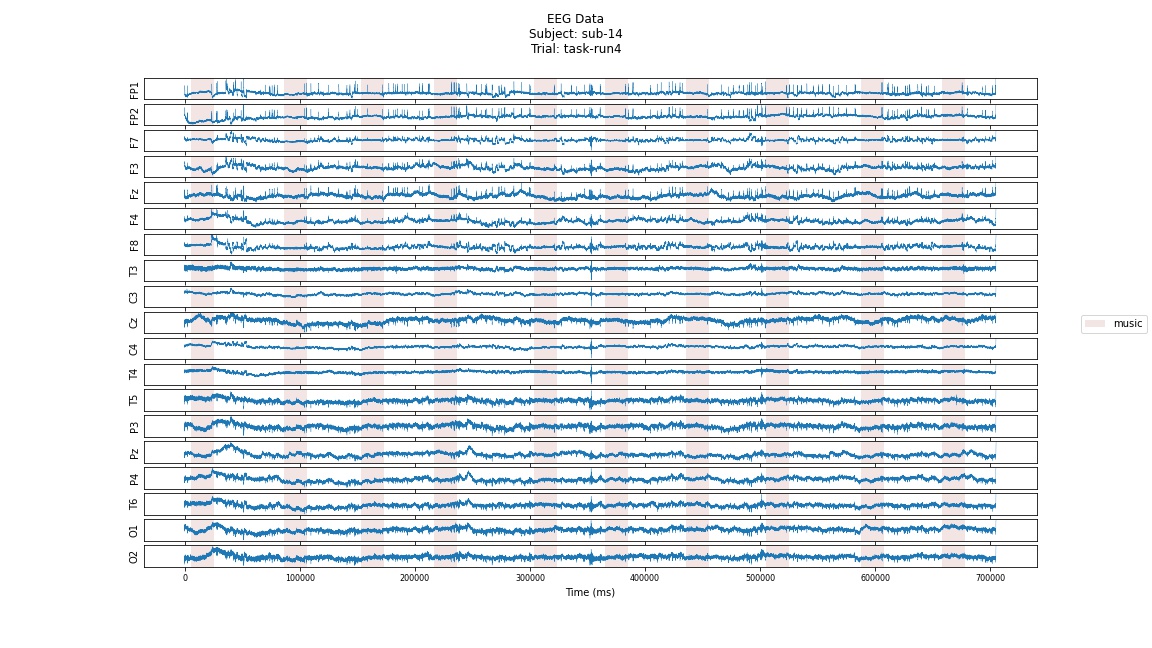 EEG Data
Subject: sub-14
Trial: task-run4
FP1
FP2
F7
F3
Fz
F4
F8
T3
C3
Cz
C4
T4
T5
P3
Pz
P4
T6
O1
O2
music
0 100000 200000 300000 400000 500000 600000 700000
Time (ms)